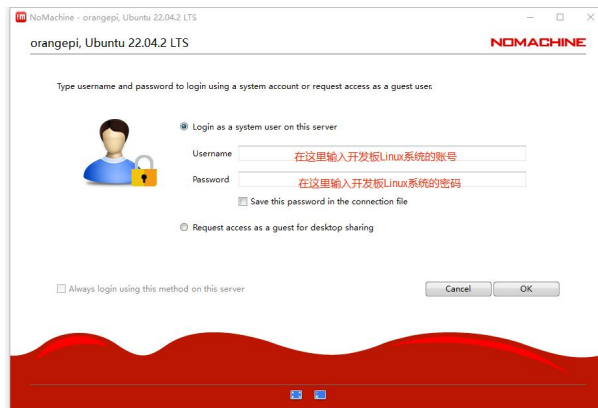 NoMachine - orangepi, Ubuntu 22.04.2 LTS
orangepi, Ubuntu 22.04.2 LTS
NOMACHINE
Type username and password to login using a system account or request access as a guest user.
Login as a system user on this server
Username 在这里输入开发板Linux系统的账号
Password 在这里输入开发板Linux系统的密码
Save this password in the connection file
Request access as a guest for desktop sharing
Always login using this method on this server
Cancel OK